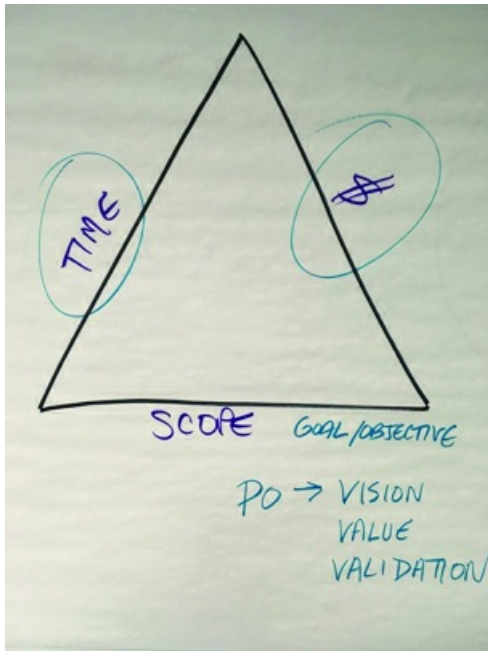 TIME
$
SCOPE GOAL/OBJECTIVE
PO → VISION
VALUE
VALIDATION